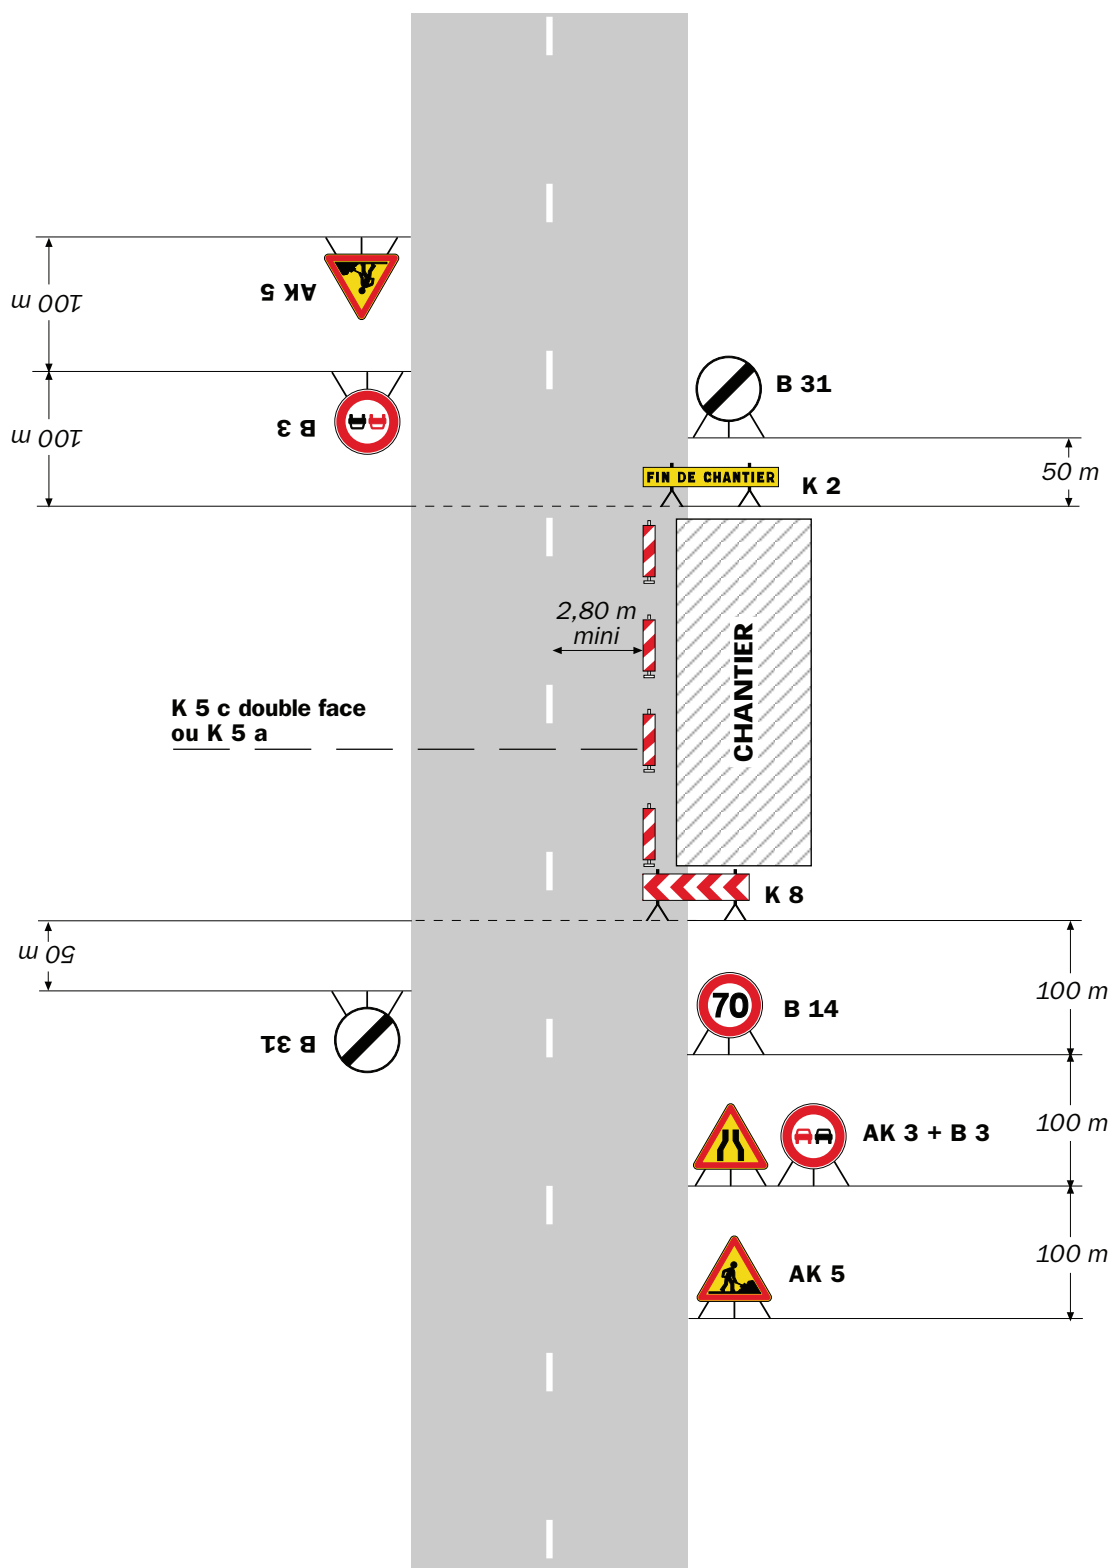 AK 5
100 m
B 3
100 m
B 31
50 m
FIN DE CHANTIER
K 2
2,80 m
mini
CHANTIER
K 5 c double face
ou K 5 a
K 8
50 m
B 31
70
B 14
100 m
AK 3 + B 3
100 m
AK 5
100 m